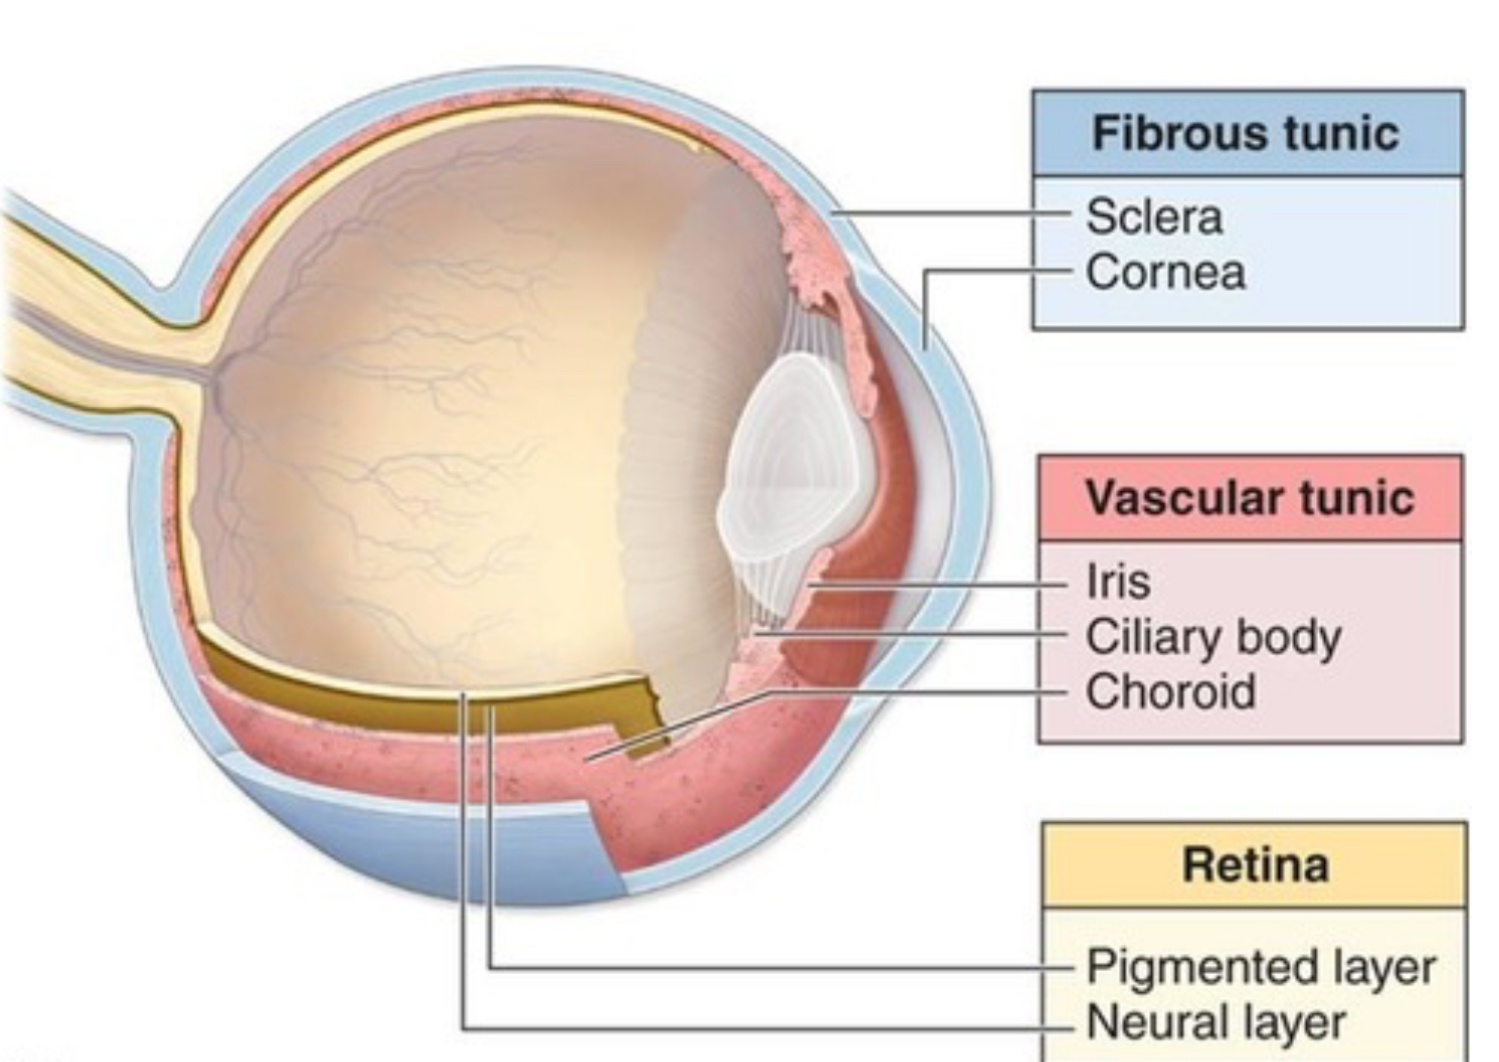 Fibrous tunic
Sclera
Cornea
Vascular tunic
Iris
Ciliary body
Choroid
Retina
Pigmented layer
Neural layer